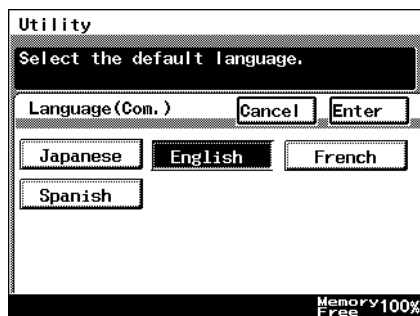 Utility
Select the default language.
Language(Com.) Cancel Enter
Japanese English French
Spanish
Memory
Free 100%